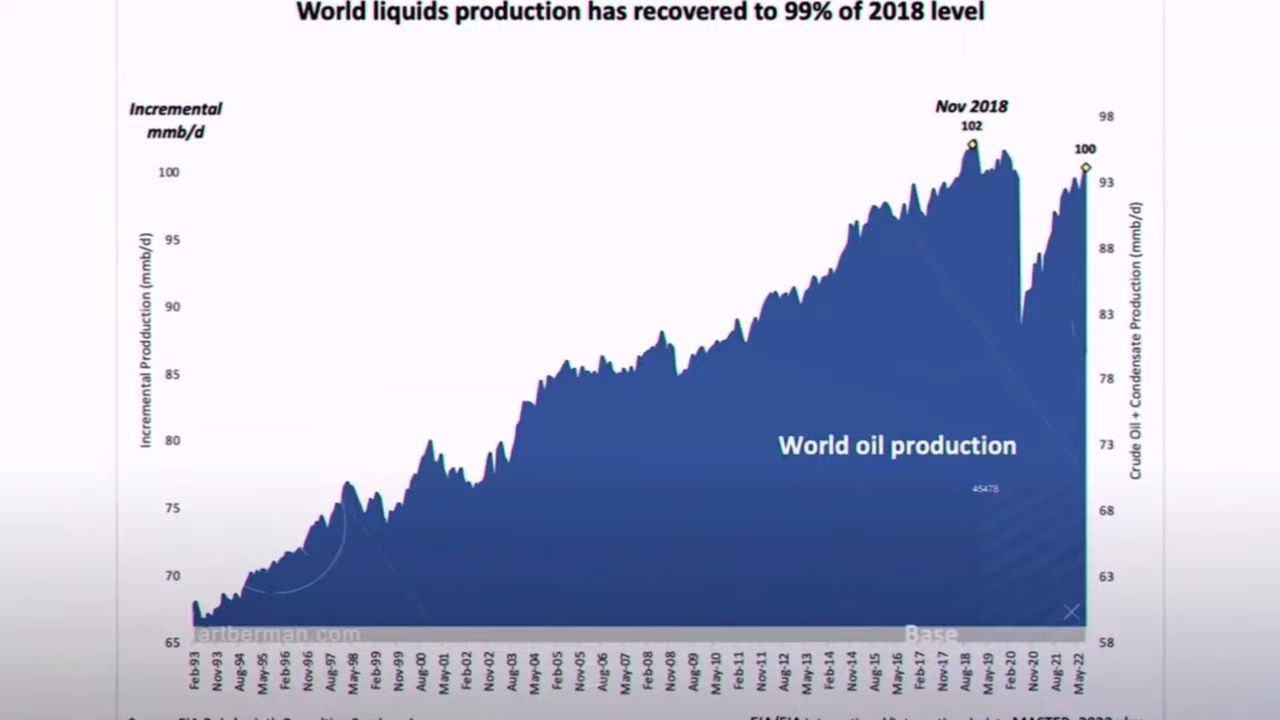 World liquids production has recovered to 99% of 2018 level
Incremental
mmb/d
Nov 2018
102
100
98
93
88
83
78
73
68
63
58
100
95
90
85
80
75
70
65
Incremental Prodduction (mmb/d)
Crude Oil + Condensate Production (mmb/d)
World oil production
45478
artberman.com
Base
Feb-93
Nov-93
Aug-94
May-95
Feb-96
Nov-96
Aug-97
May-98
Feb-99
Nov-99
Aug-00
May-01
Feb-02
Nov-02
Aug-03
May-04
Feb-05
Nov-05
Aug-06
May-07
Feb-08
Nov-08
Aug-09
May-10
Feb-11
Nov-11
Aug-12
May-13
Feb-14
Nov-14
Aug-15
May-16
Feb-17
Nov-17
Aug-18
May-19
Feb-20
Nov-20
Aug-21
May-22